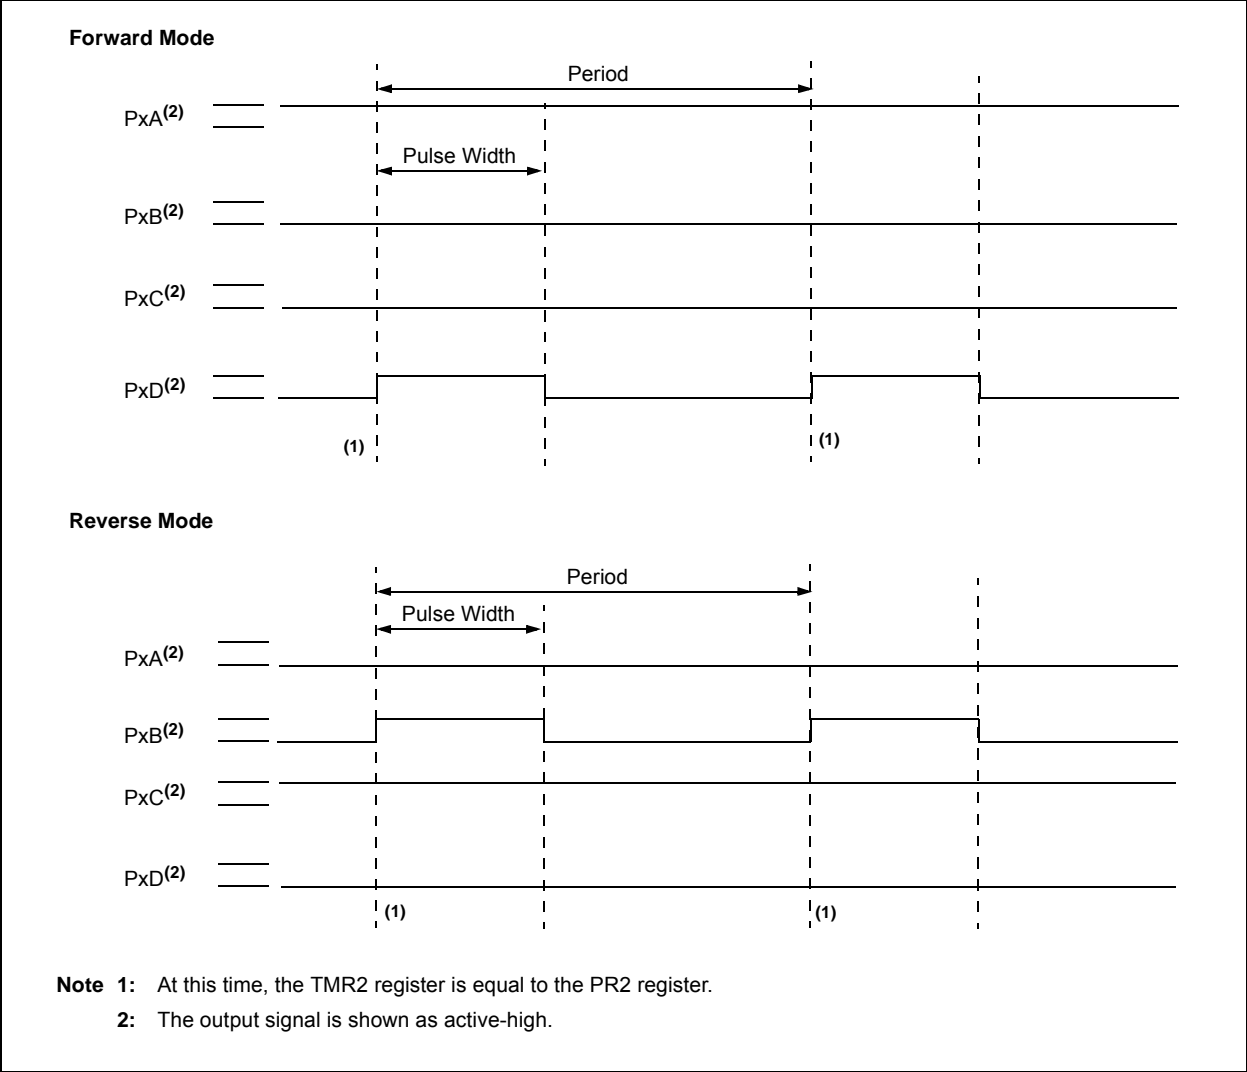 Forward Mode
Period
PxA(2)
Pulse Width
PxB(2)
PxC(2)
PxD(2)
(1)
(1)
Reverse Mode
Period
Pulse Width
PxA(2)
PxB(2)
PxC(2)
PxD(2)
(1)
(1)
Note 1: At this time, the TMR2 register is equal to the PR2 register.
2: The output signal is shown as active-high.